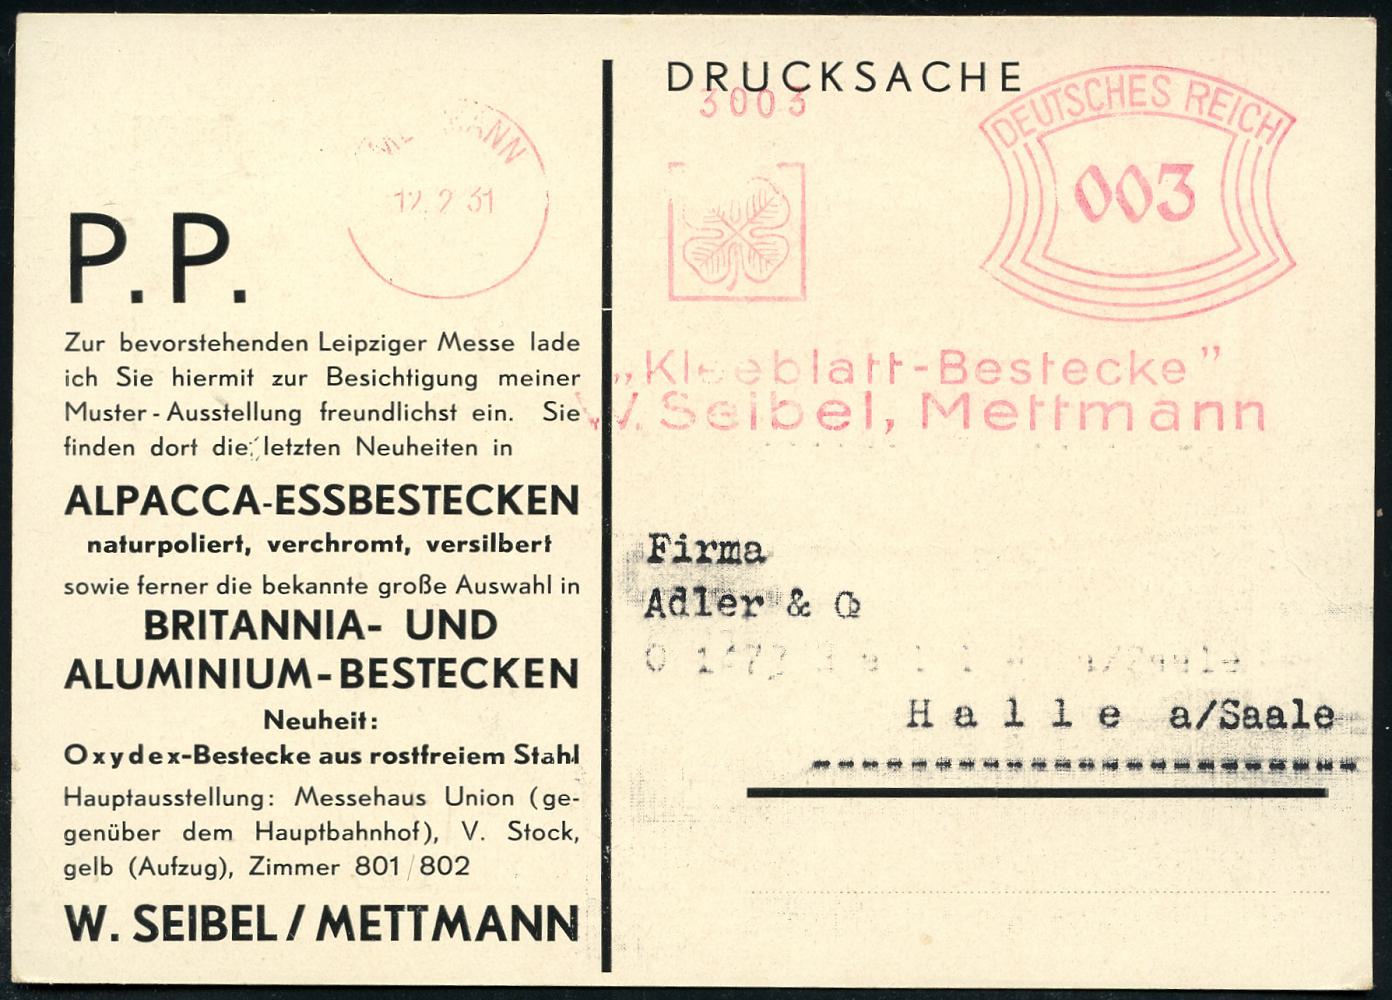 P.P.
Zur bevorstehenden Leipziger Messe lade
ich Sie hiermit zur Besichtigung meiner
Muster-Ausstellung freundlichst ein. Sie
finden dort die letzten Neuheiten in
ALPACCA-ESSBESTECKEN
naturpoliert, verchromt, versilbert
sowie ferner die bekannte große Auswahl in
BRITANNIA- UND
ALUMINIUM-BESTECKEN
Neuheit:
Oxydex-Bestecke aus rostfreiem Stahl
Hauptausstellung: Messehaus Union (ge-
genüber dem Hauptbahnhof), V. Stock,
gelb (Aufzug), Zimmer 801/802
W. SEIBEL / METTMANN
12.2 31
DRUCKSACHE
3003
DEUTSCHES REICH
003
„Kleeblatt-Bestecke"
W. Seibel, Mettmann
Firma
Adler & Co
Halle a/Saale